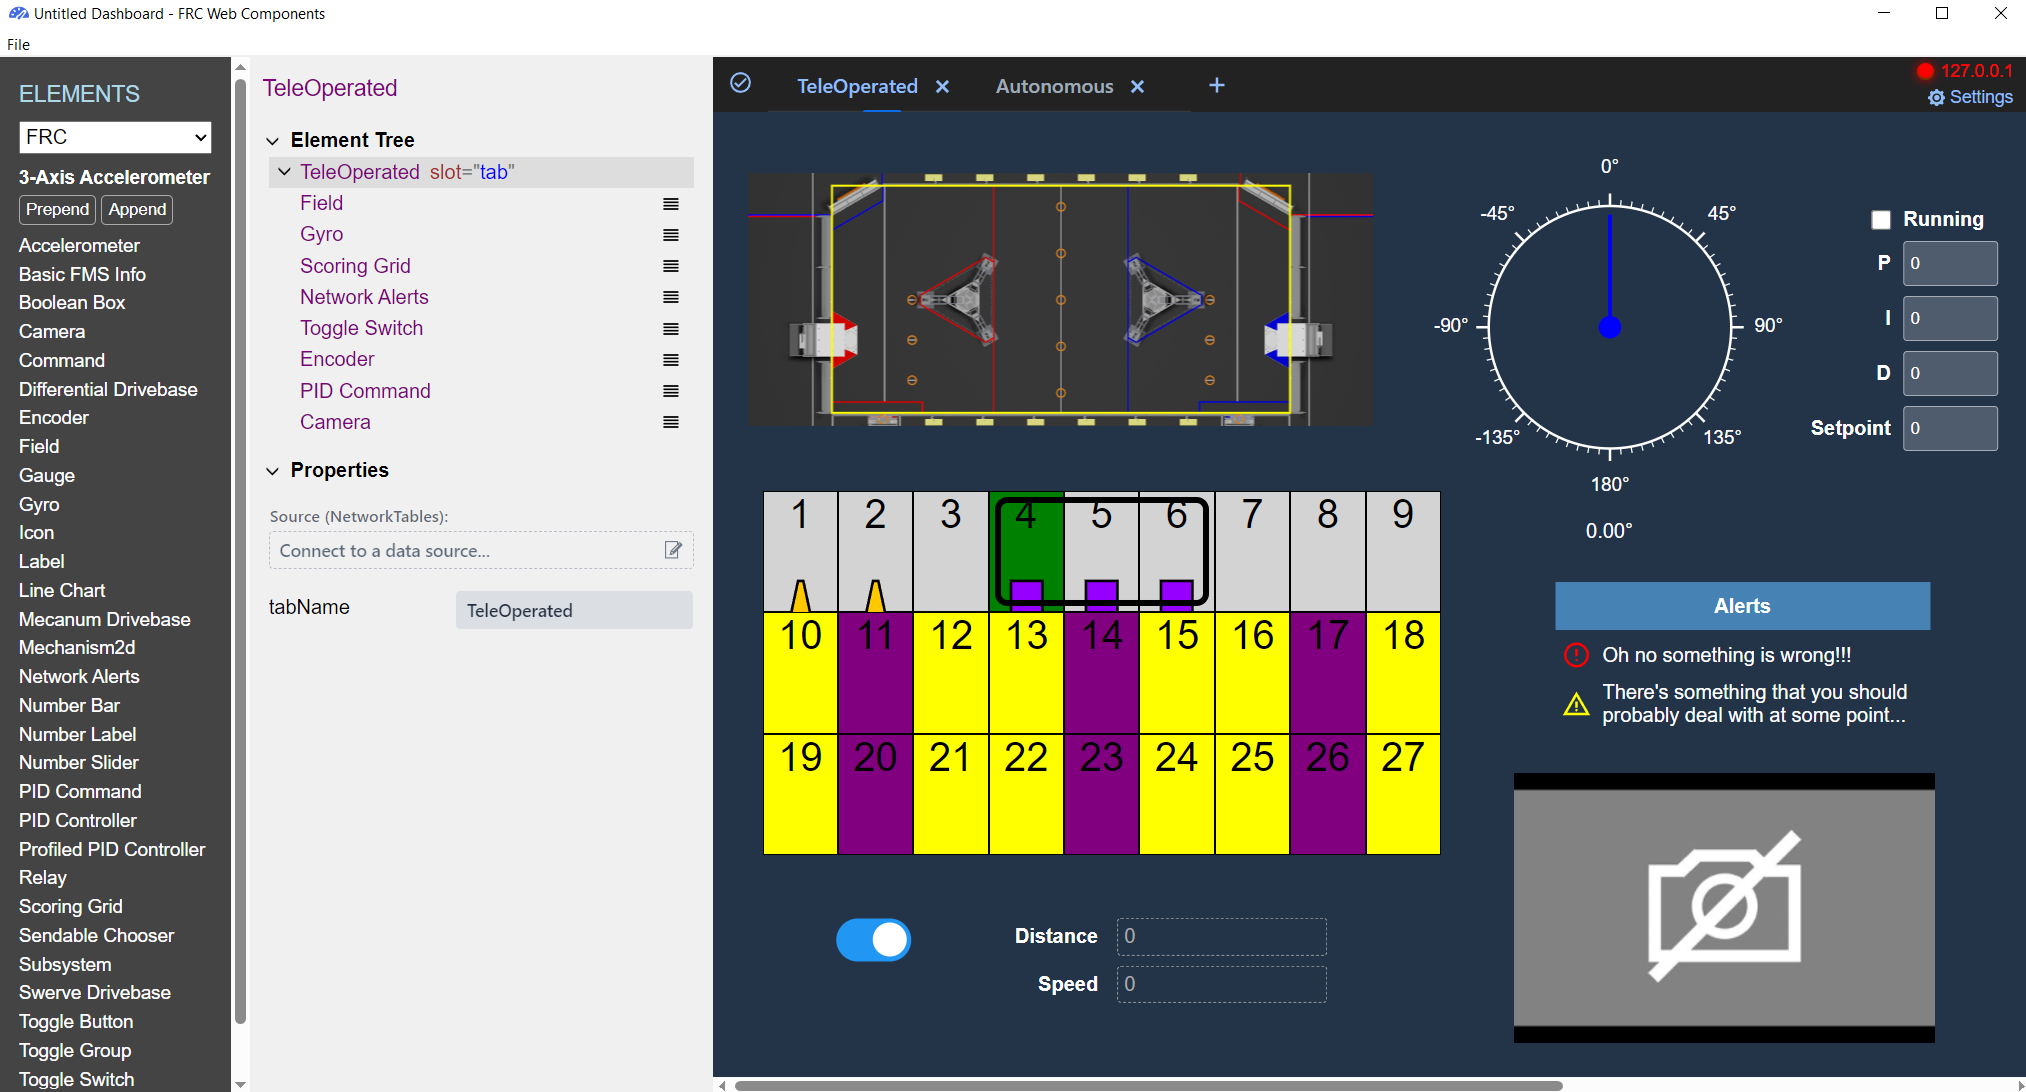 Untitled Dashboard - FRC Web Components
File
ELEMENTS
FRC
3-Axis Accelerometer
Prepend
Append
Accelerometer
Basic FMS Info
Boolean Box
Camera
Command
Differential Drivebase
Encoder
Field
Gauge
Gyro
Icon
Label
Line Chart
Mecanum Drivebase
Mechanism2d
Network Alerts
Number Bar
Number Label
Number Slider
PID Command
PID Controller
Profiled PID Controller
Relay
Scoring Grid
Sendable Chooser
Subsystem
Swerve Drivebase
Toggle Button
Toggle Group
Toggle Switch
TeleOperated
Element Tree
TeleOperated slot="tab"
Field
Gyro
Scoring Grid
Network Alerts
Toggle Switch
Encoder
PID Command
Camera
Properties
Source (NetworkTables):
Connect to a data source...
tabName
TeleOperated
TeleOperated
Autonomous
127.0.0.1
Settings
0°
-45°
45°
-90°
90°
-135°
135°
180°
0.00°
Running
P 0
I 0
D 0
Setpoint 0
1 2 3 4 5 6 7 8 9
10 11 12 13 14 15 16 17 18
19 20 21 22 23 24 25 26 27
Alerts
Oh no something is wrong!!!
There's something that you should
probably deal with at some point...
Distance 0
Speed 0